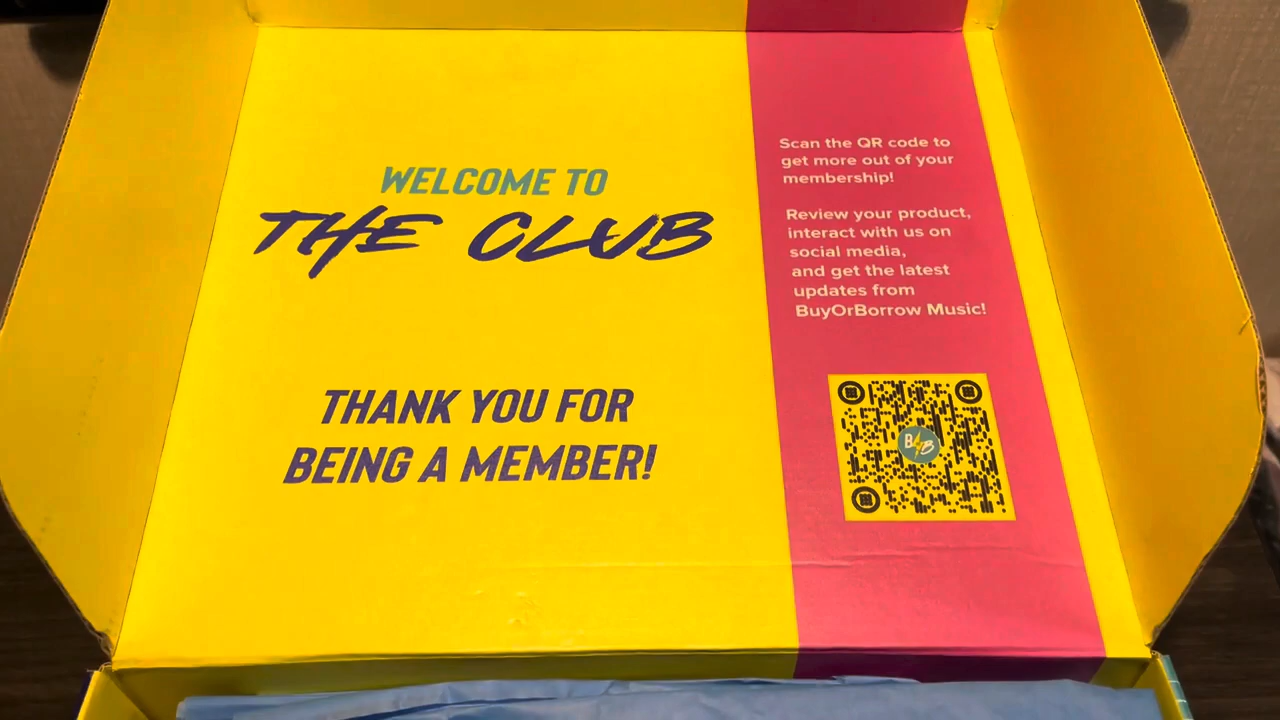 WELCOME TO
THE CLUB
THANK YOU FOR
BEING A MEMBER!
Scan the QR code to
get more out of your
membership!
Review your product,
interact with us on
social media,
and get the latest
updates from
BuyOrBorrow Music!
B B